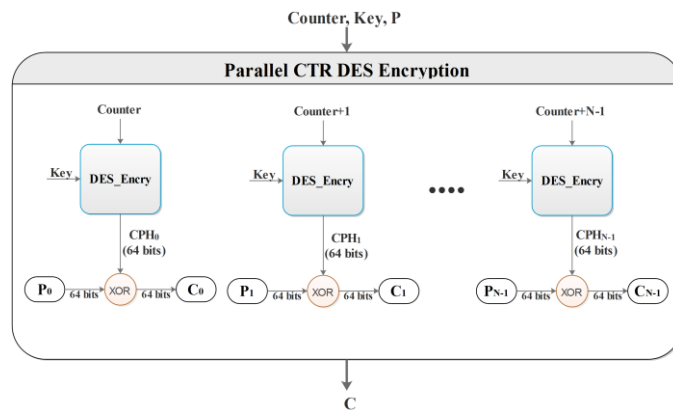 Counter, Key, P
Parallel CTR DES Encryption
Counter
Counter+1
Counter+N-1
Key
DES_Encry
Key
DES_Encry
••••
Key
DES_Encry
CPH₀
(64 bits)
CPH₁
(64 bits)
CPHN-1
(64 bits)
P₀
64 bits
XOR
64 bits
C₀
P₁
64 bits
XOR
64 bits
C₁
PN-1
64 bits
XOR
64 bits
CN-1
C